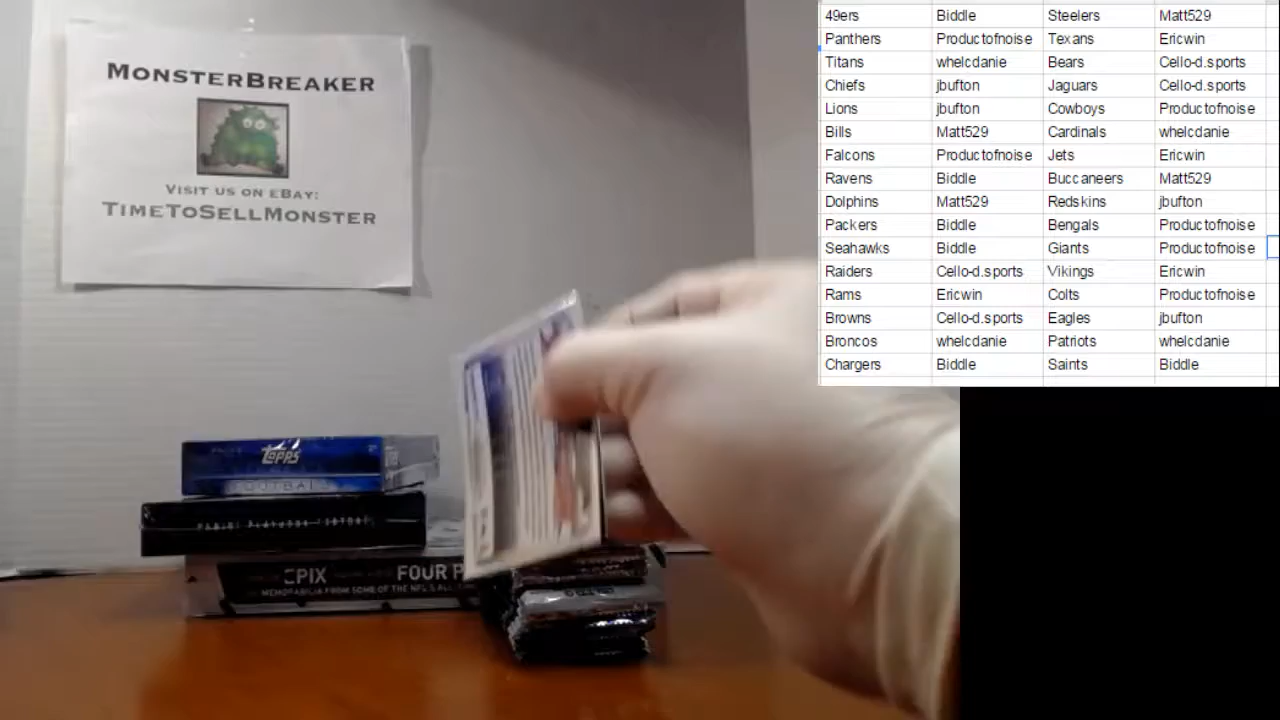 MONSTERBREAKER
VISIT US ON EBAY:
TIMETOSELLMONSTER
49ers Biddle Steelers Matt529
Panthers Productofnoise Texans Ericwin
Titans whelcdanie Bears Cello-d.sports
Chiefs jbufton Jaguars Cello-d.sports
Lions jbufton Cowboys Productofnoise
Bills Matt529 Cardinals whelcdanie
Falcons Productofnoise Jets Ericwin
Ravens Biddle Buccaneers Matt529
Dolphins Matt529 Redskins jbufton
Packers Biddle Bengals Productofnoise
Seahawks Biddle Giants Productofnoise
Raiders Cello-d.sports Vikings Ericwin
Rams Ericwin Colts Productofnoise
Browns Cello-d.sports Eagles jbufton
Broncos whelcdanie Patriots whelcdanie
Chargers Biddle Saints Biddle
TOPPS
FOOTBALL
PANINI PLAYBOOK FOOTBALL
EPIX FOUR P
MEMORABILIA FROM SOME OF THE NFL'S ALL